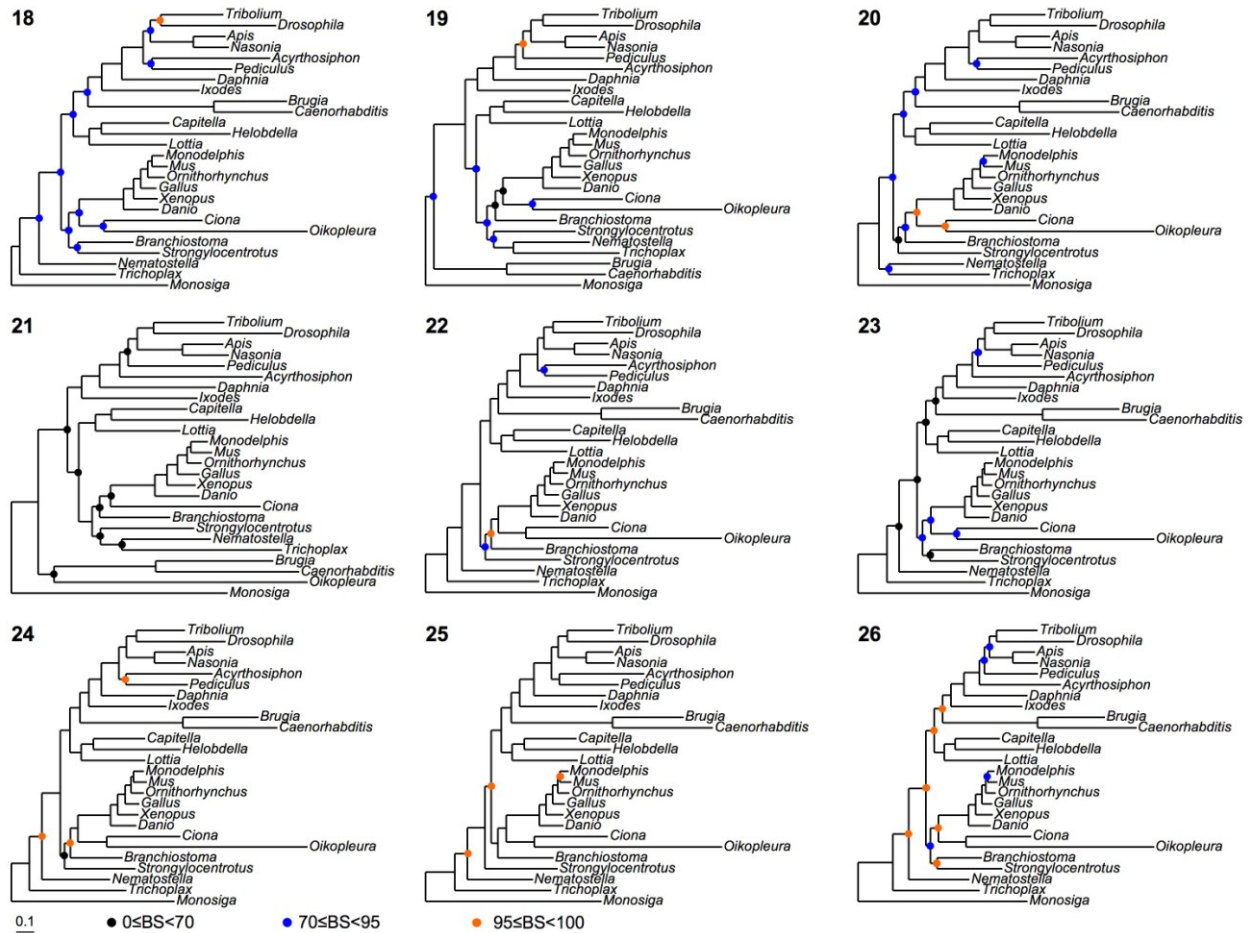 18
Tribolium
Drosophila
Apis
Nasonia
Acyrthosiphon
Pediculus
Daphnia
Ixodes
Brugia
Caenorhabditis
Capitella
Helobdella
Lottia
Monodelphis
Mus
Ornithorhynchus
Gallus
Xenopus
Danio
Ciona
Oikopleura
Branchiostoma
Strongylocentrotus
Nematostella
Trichoplax
Monosiga
19
Tribolium
Drosophila
Apis
Nasonia
Pediculus
Acyrthosiphon
Daphnia
Ixodes
Capitella
Helobdella
Lottia
Monodelphis
Mus
Ornithorhynchus
Gallus
Xenopus
Danio
Ciona
Oikopleura
Branchiostoma
Strongylocentrotus
Nematostella
Trichoplax
Brugia
Caenorhabditis
Monosiga
20
Tribolium
Drosophila
Apis
Nasonia
Acyrthosiphon
Pediculus
Daphnia
Ixodes
Brugia
Caenorhabditis
Capitella
Helobdella
Lottia
Monodelphis
Mus
Ornithorhynchus
Gallus
Xenopus
Danio
Ciona
Oikopleura
Branchiostoma
Strongylocentrotus
Nematostella
Trichoplax
Monosiga
21
Tribolium
Drosophila
Apis
Nasonia
Pediculus
Acyrthosiphon
Daphnia
Ixodes
Capitella
Helobdella
Lottia
Monodelphis
Mus
Ornithorhynchus
Gallus
Xenopus
Danio
Ciona
Branchiostoma
Strongylocentrotus
Nematostella
Trichoplax
Brugia
Caenorhabditis
Oikopleura
Monosiga
22
Tribolium
Drosophila
Apis
Nasonia
Acyrthosiphon
Pediculus
Daphnia
Ixodes
Brugia
Caenorhabditis
Capitella
Helobdella
Lottia
Monodelphis
Mus
Ornithorhynchus
Gallus
Xenopus
Danio
Ciona
Oikopleura
Branchiostoma
Strongylocentrotus
Nematostella
Trichoplax
Monosiga
23
Tribolium
Drosophila
Apis
Nasonia
Pediculus
Acyrthosiphon
Daphnia
Ixodes
Brugia
Caenorhabditis
Capitella
Helobdella
Lottia
Monodelphis
Mus
Ornithorhynchus
Gallus
Xenopus
Danio
Ciona
Oikopleura
Branchiostoma
Strongylocentrotus
Nematostella
Trichoplax
Monosiga
24
Tribolium
Drosophila
Apis
Nasonia
Acyrthosiphon
Pediculus
Daphnia
Ixodes
Brugia
Caenorhabditis
Capitella
Helobdella
Lottia
Monodelphis
Mus
Ornithorhynchus
Gallus
Xenopus
Danio
Ciona
Oikopleura
Branchiostoma
Strongylocentrotus
Nematostella
Trichoplax
Monosiga
25
Tribolium
Drosophila
Apis
Nasonia
Acyrthosiphon
Pediculus
Daphnia
Ixodes
Brugia
Caenorhabditis
Capitella
Helobdella
Lottia
Monodelphis
Mus
Ornithorhynchus
Gallus
Xenopus
Danio
Ciona
Oikopleura
Branchiostoma
Strongylocentrotus
Nematostella
Trichoplax
Monosiga
26
Tribolium
Drosophila
Apis
Nasonia
Pediculus
Acyrthosiphon
Daphnia
Ixodes
Brugia
Caenorhabditis
Capitella
Helobdella
Lottia
Monodelphis
Mus
Ornithorhynchus
Gallus
Xenopus
Danio
Ciona
Oikopleura
Branchiostoma
Strongylocentrotus
Nematostella
Trichoplax
Monosiga
0.1
0≤BS<70
70≤BS<95
95≤BS<100